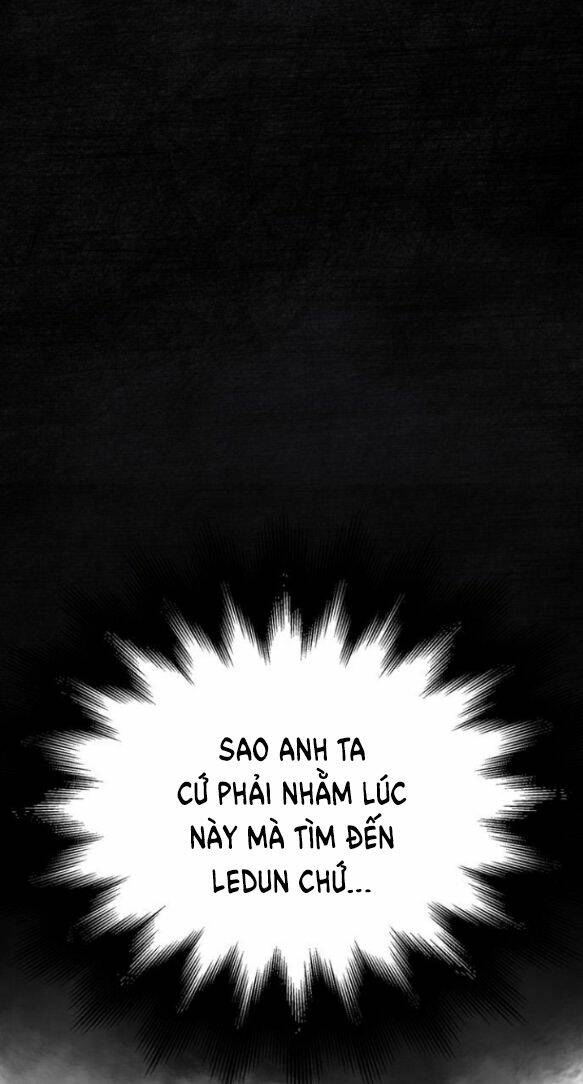 SAO ANH TA
CỨ PHẢI NHẰM LÚC
NÀY MÀ TÌM ĐẾN
LEDUN CHỨ...